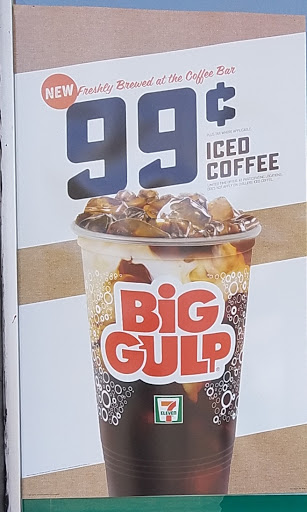 NEW
Freshly Brewed at the Coffee Bar
99¢
ICED
COFFEE
BiG
GULP
7
ELEVEN